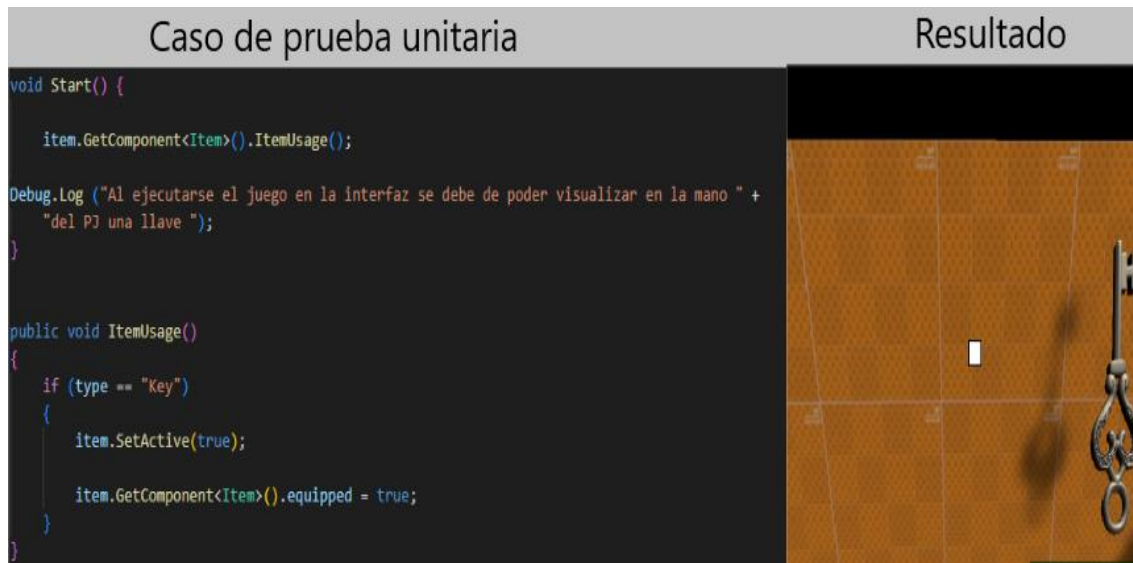 Caso de prueba unitaria
Resultado
void Start() {
item.GetComponent<Item>().ItemUsage();
Debug.Log ("Al ejecutarse el juego en la interfaz se debe de poder visualizar en la mano " +
"del PJ una llave ");
}
public void ItemUsage()
{
if (type == "Key")
{
item.SetActive(true);
item.GetComponent<Item>().equipped = true;
}
}